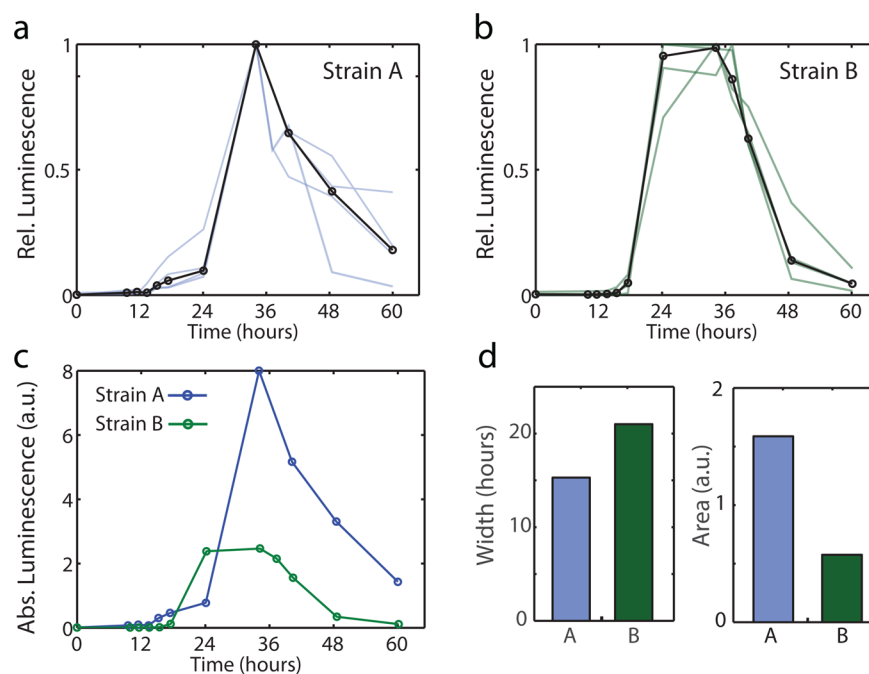 a
1
Strain A
Rel. Luminescence
0.5
0
0 12 24 36 48 60
Time (hours)
b
1
Strain B
Rel. Luminescence
0.5
0
0 12 24 36 48 60
Time (hours)
c
8
Strain A
Strain B
6
Abs. Luminescence (a.u.)
4
2
0
0 12 24 36 48 60
Time (hours)
d
20
Width (hours)
10
0
A B
2
Area (a.u.)
1
0
A B